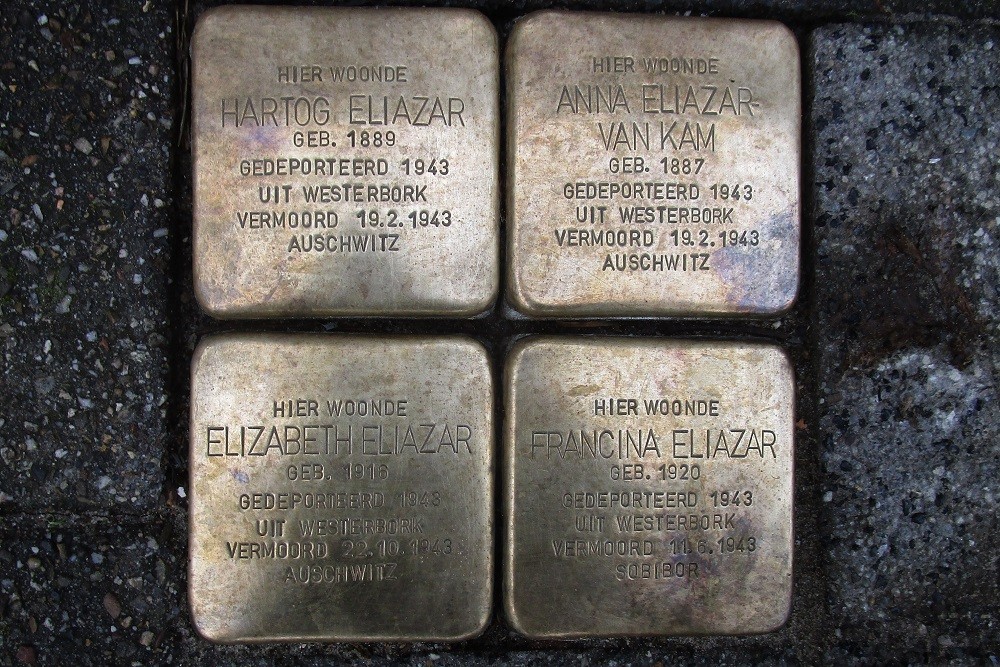 HIER WOONDE
HARTOG ELIAZAR
GEB. 1889
GEDEPORTEERD 1943
UIT WESTERBORK
VERMOORD 19.2.1943
AUSCHWITZ
HIER WOONDE
ANNA ELIAZAR-
VAN KAM
GEB. 1887
GEDEPORTEERD 1943
UIT WESTERBORK
VERMOORD 19.2.1943
AUSCHWITZ
HIER WOONDE
ELIZABETH ELIAZAR
GEB. 1916
GEDEPORTEERD 1943
UIT WESTERBORK
VERMOORD 22.10.1943
AUSCHWITZ
HIER WOONDE
FRANCINA ELIAZAR
GEB. 1920
GEDEPORTEERD 1943
UIT WESTERBORK
VERMOORD 11.6.1943
SOBIBOR